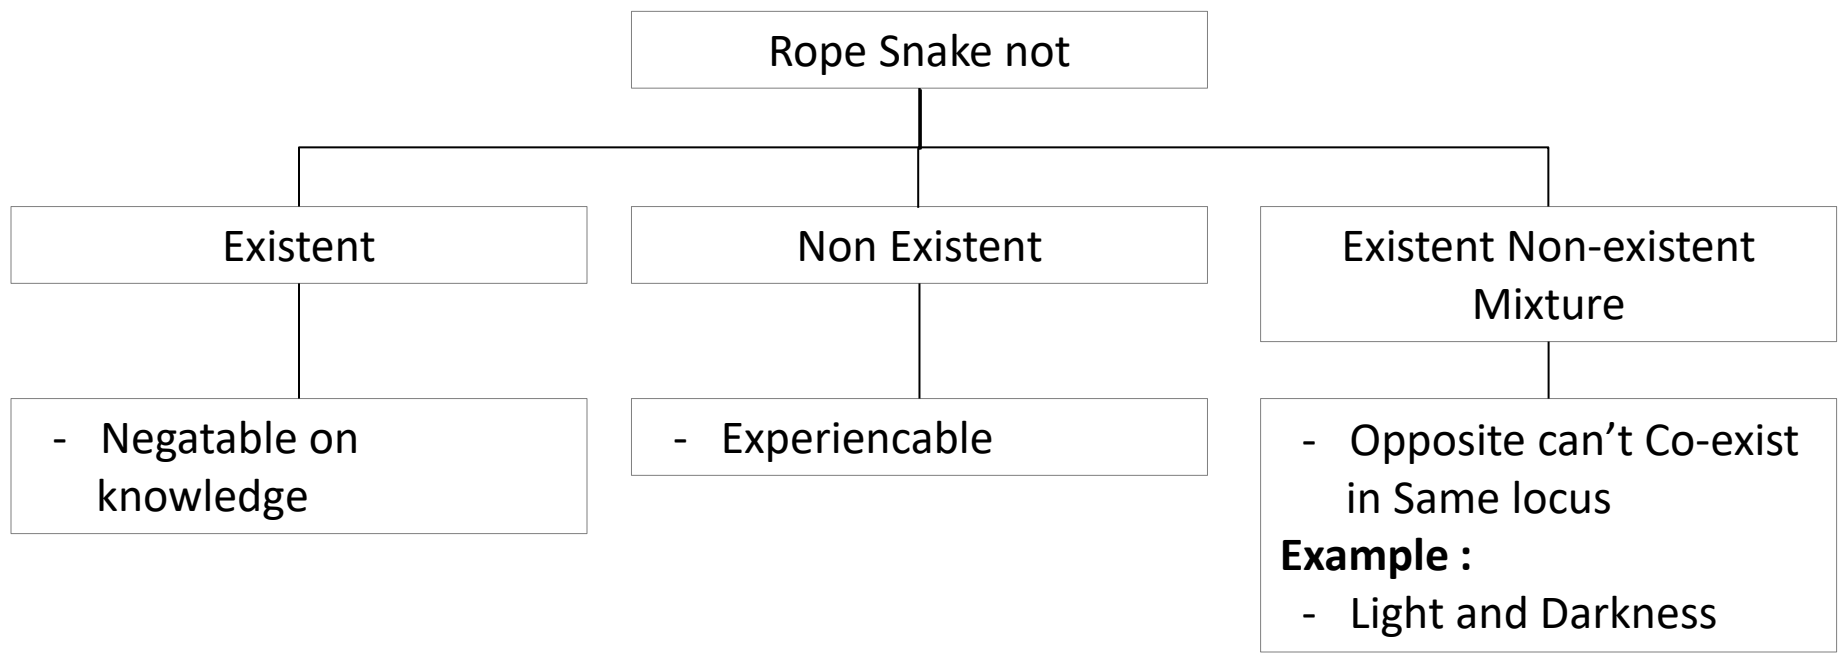 Rope Snake not
Existent
Non Existent
Existent Non-existent
Mixture
- Negatable on
knowledge
- Experiencable
- Opposite can’t Co-exist
in Same locus
Example :
- Light and Darkness